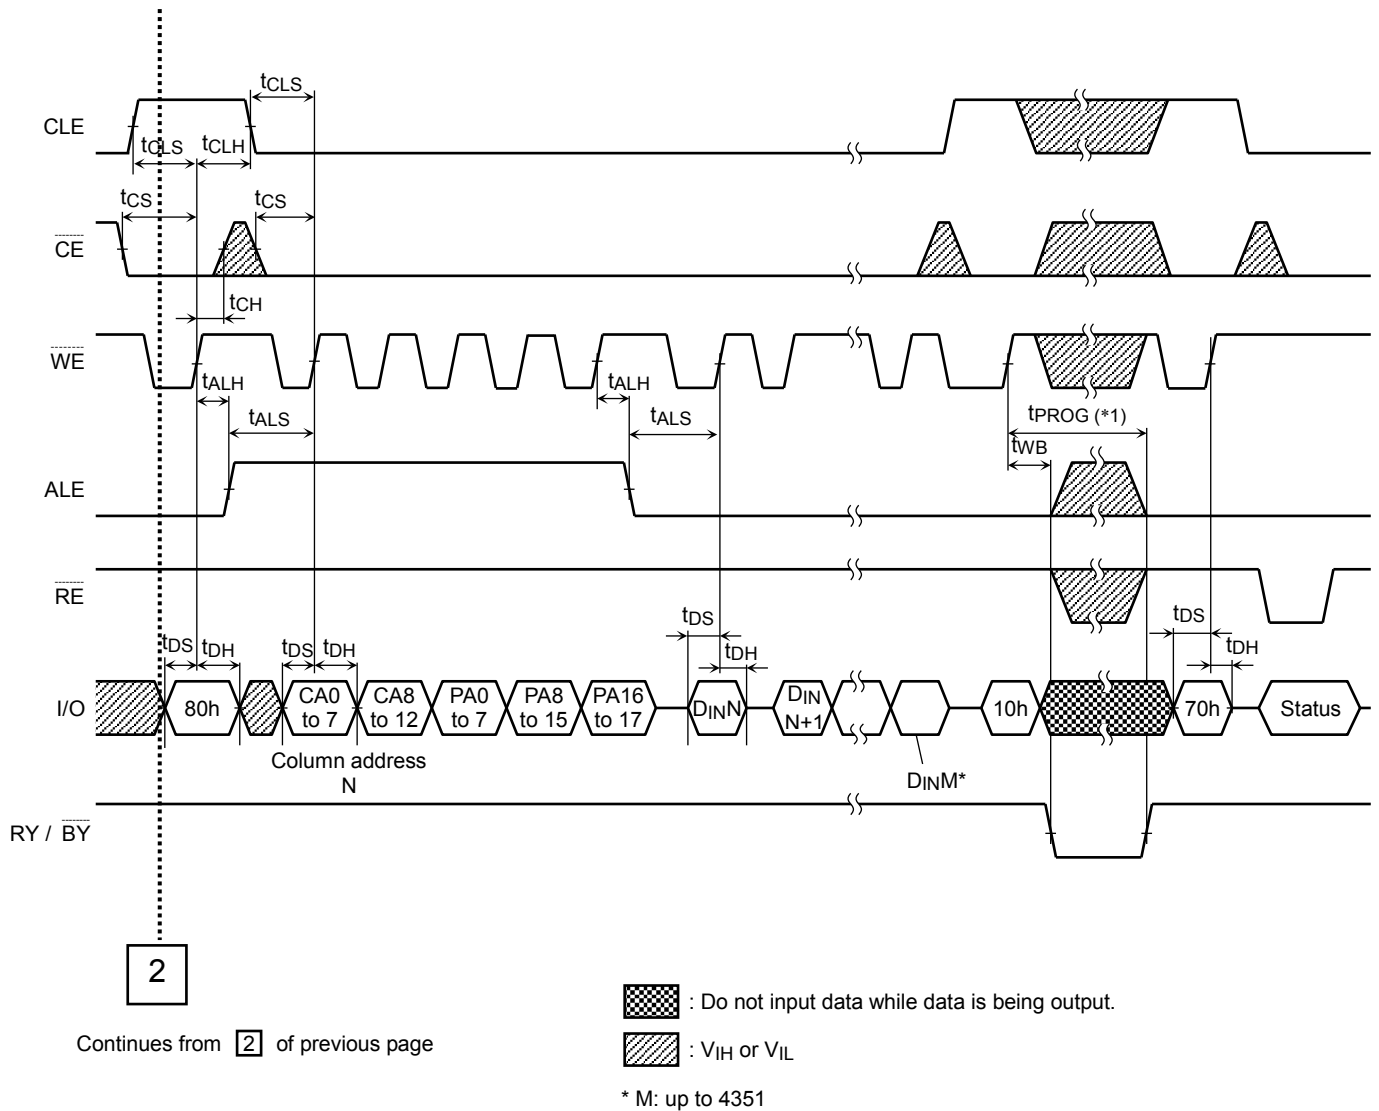 tCLS
CLE
tCLS tCLH
tCS tCS
CE
tCH
WE
tALH tALH
tALS tALS
tPROG (*1)
tWB
ALE
RE
tDS tDH tDS tDH tDS tDH tDS tDH
I/O 80h CA0 to 7 CA8 to 12 PA0 to 7 PA8 to 15 PA16 to 17 DINN DIN N+1 10h 70h Status
Column address
N
DINM*
RY / BY
2
: Do not input data while data is being output.
Continues from 2 of previous page
: VIH or VIL
* M: up to 4351